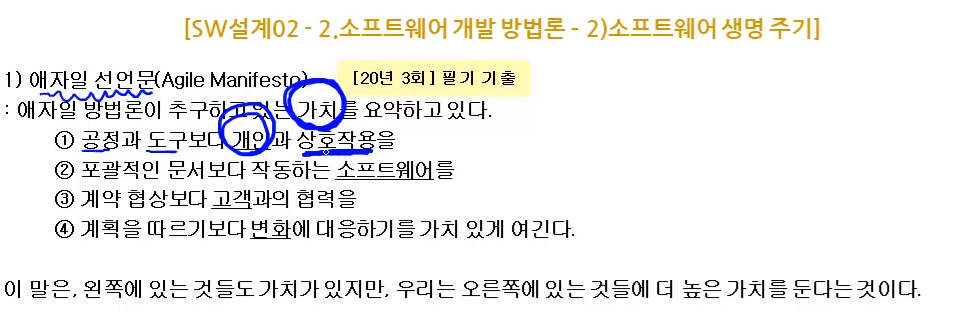 [SW설계02 - 2.소프트웨어 개발 방법론 - 2)소프트웨어 생명 주기]
1) 애자일 선언문(Agile Manifesto) [20년 3회] 필기 기출
: 애자일 방법론이 추구하고 있는 가치를 요약하고 있다.
① 공정과 도구보다 개인과 상호작용을
② 포괄적인 문서보다 작동하는 소프트웨어를
③ 계약 협상보다 고객과의 협력을
④ 계획을 따르기보다 변화에 대응하기를 가치 있게 여긴다.
이 말은, 왼쪽에 있는 것들도 가치가 있지만, 우리는 오른쪽에 있는 것들에 더 높은 가치를 둔다는 것이다.